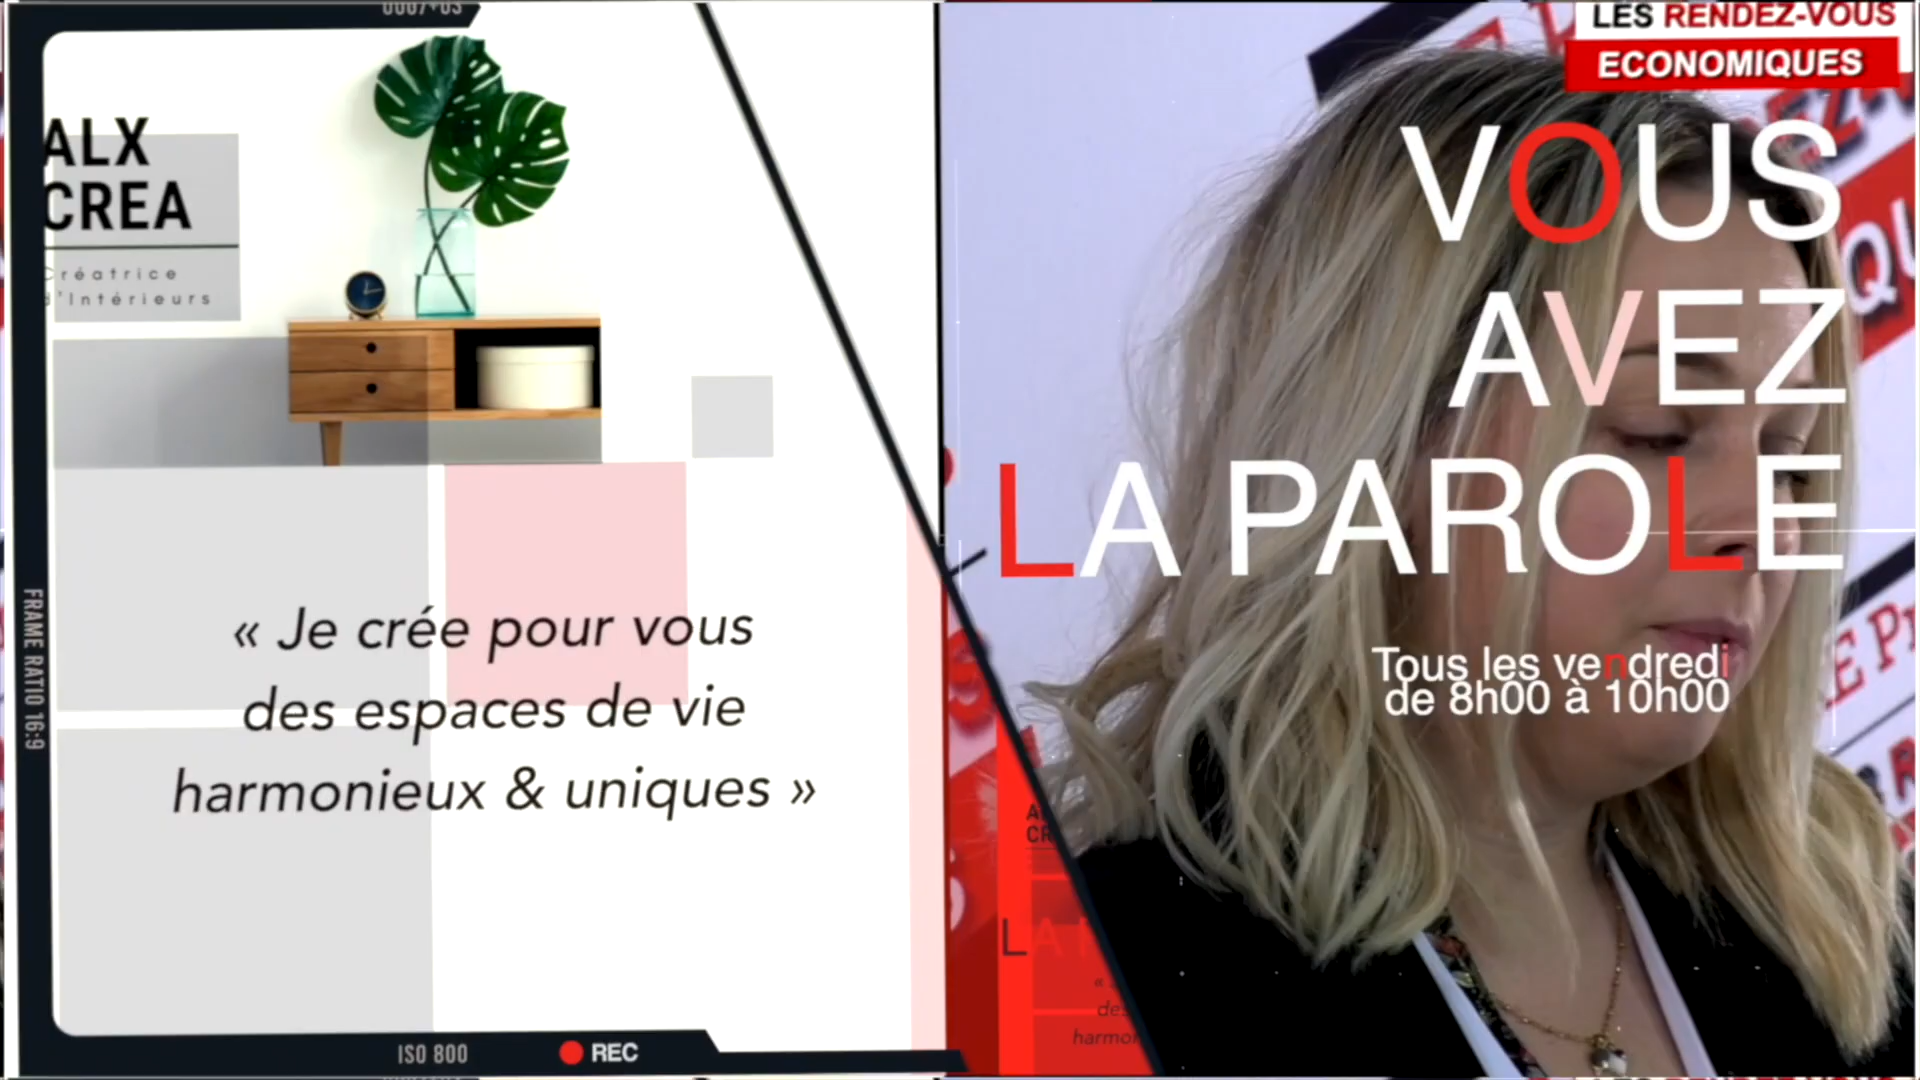 ALX
CREA
Créatrice
d'Intérieurs
« Je crée pour vous
des espaces de vie
harmonieux & uniques »
FRAME RATIO 16:9
ISO 800
REC
LES RENDEZ-VOUS
ECONOMIQUES
VOUS
AVEZ
LA PAROLE
Tous les vendredi
de 8h00 à 10h00